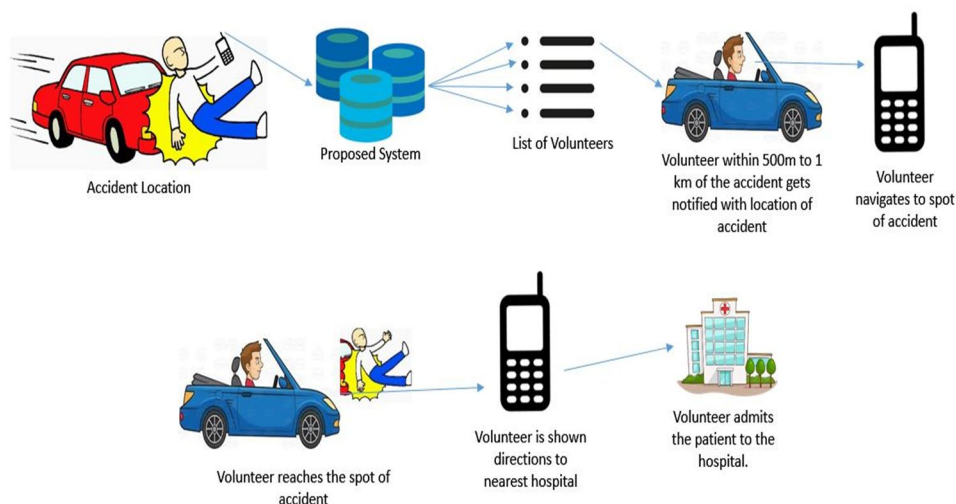 Accident Location
Proposed System
List of Volunteers
Volunteer within 500m to 1
km of the accident gets
notified with location of
accident
Volunteer
navigates to spot
of accident
Volunteer reaches the spot of
accident
Volunteer is shown
directions to
nearest hospital
Volunteer admits
the patient to the
hospital.